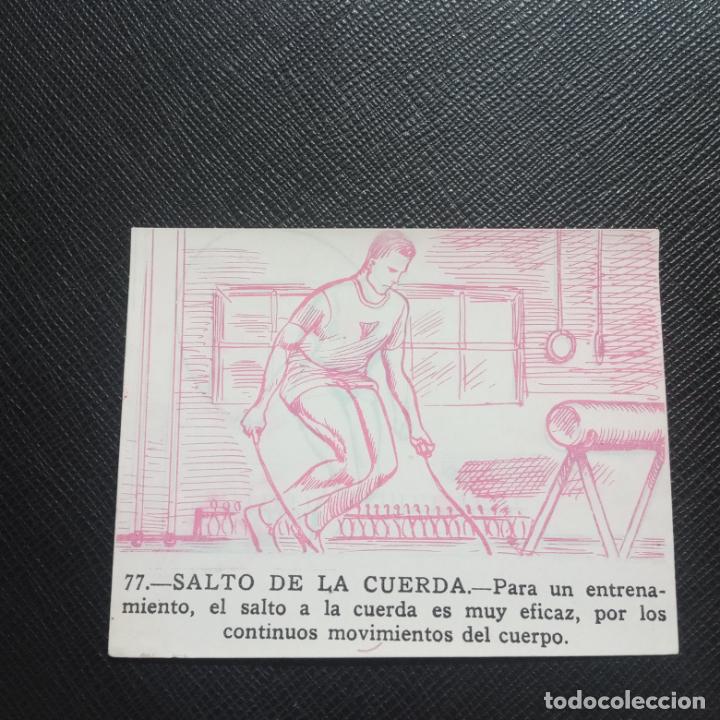 77.—SALTO DE LA CUERDA.—Para un entrena-
miento, el salto a la cuerda es muy eficaz, por los
continuos movimientos del cuerpo.
todocoleccion